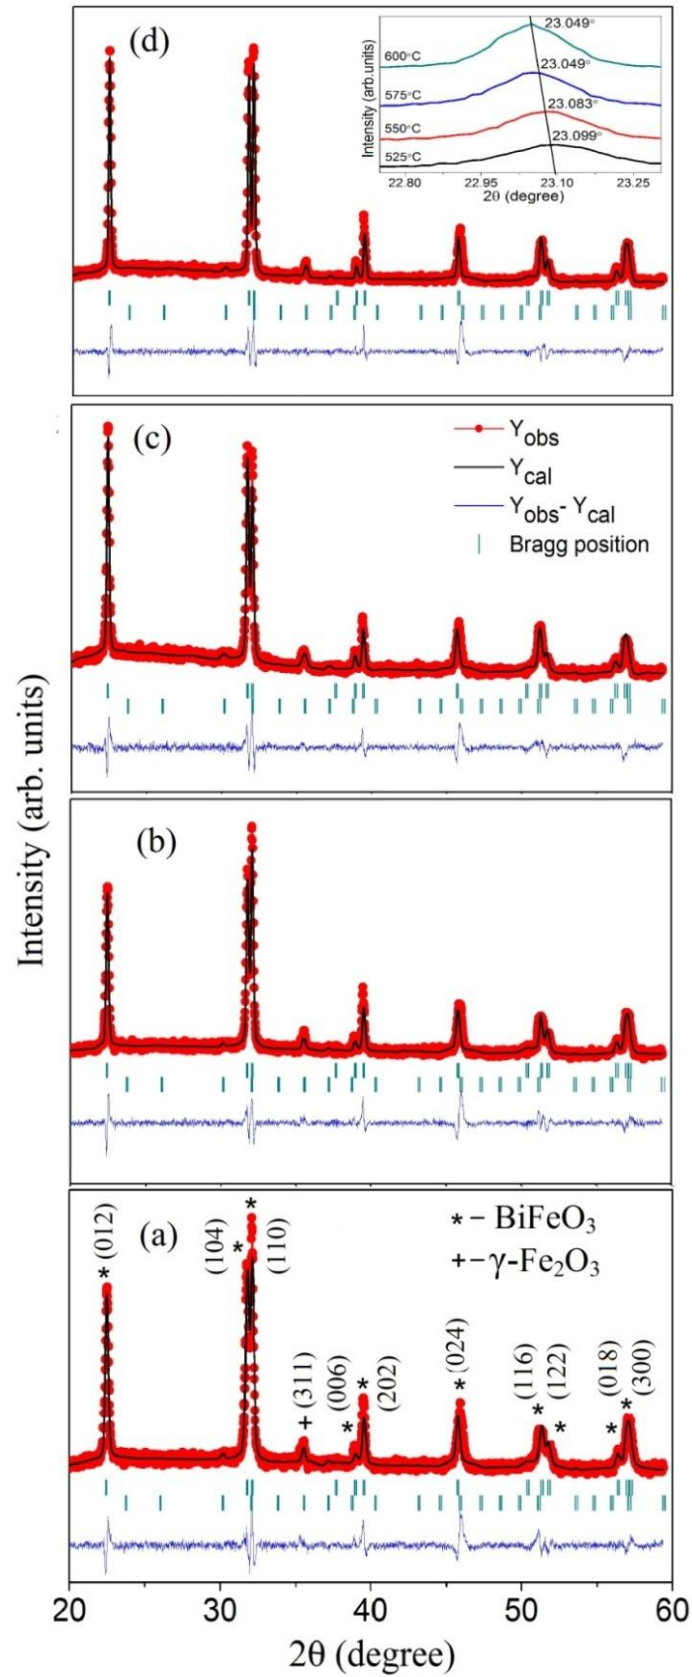 (d)
Intensity (arb.units)
600°C
575°C
550°C
525°C
23.049°
23.049°
23.083°
23.099°
22.80 22.95 23.10 23.25
2θ (degree)
(c)
Yobs
Ycal
Yobs- Ycal
Bragg position
(b)
Intensity (arb. units)
(a)
*– BiFeO3
+–γ-Fe2O3
* (012)
(104) *
* (110)
+ (311)
* (006)
* (202)
* (024)
* (116)
* (122)
* (018)
* (300)
20 30 40 50 60
2θ (degree)